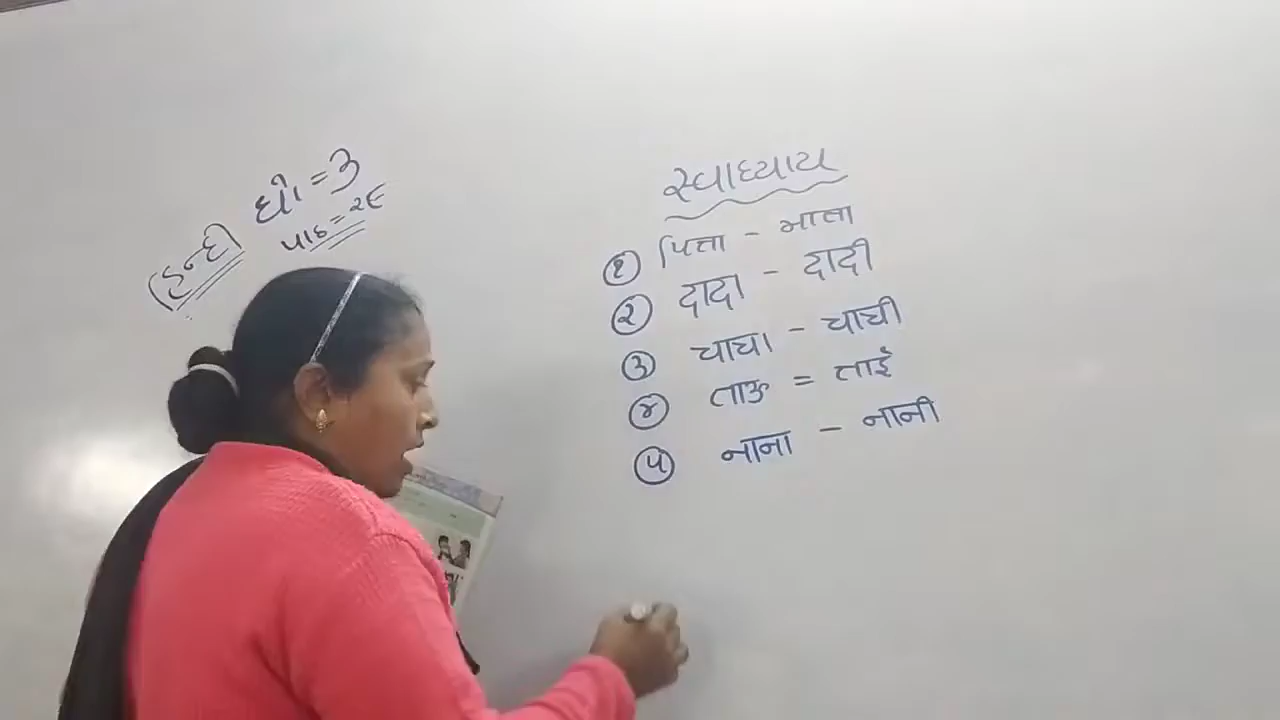 हिन्दी
ધો = 3
પાઠ = ૨૯
સ્વાધ્યાય
१ पिता - माता
२ दादा - दादी
३ चाचा - चाची
४ ताऊ = ताई
५ नाना - नानी